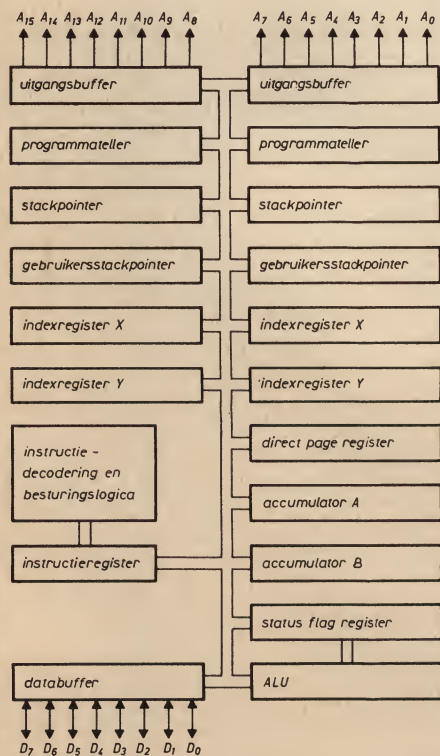 A15 A14 A13 A12 A11 A10 A9 A8
A7 A6 A5 A4 A3 A2 A1 A0
uitgangsbuffer
uitgangsbuffer
programmateller
programmateller
stackpointer
stackpointer
gebruikersstackpointer
gebruikersstackpointer
indexregister X
indexregister X
indexregister Y
indexregister Y
instructie -
decodering en
besturingslogica
direct page register
accumulator A
instructieregister
accumulator B
status flag register
databuffer
ALU
D7 D6 D5 D4 D3 D2 D1 D0